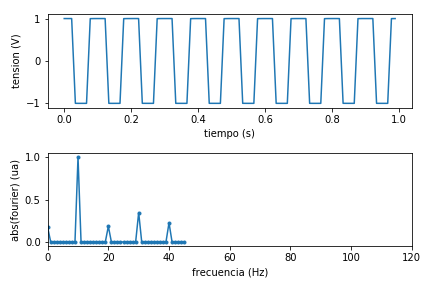 1
0
−1
tension (V)
0.0 0.2 0.4 0.6 0.8 1.0
tiempo (s)
1.0
0.5
0.0
abs(fourier) (ua)
0 20 40 60 80 100 120
frecuencia (Hz)